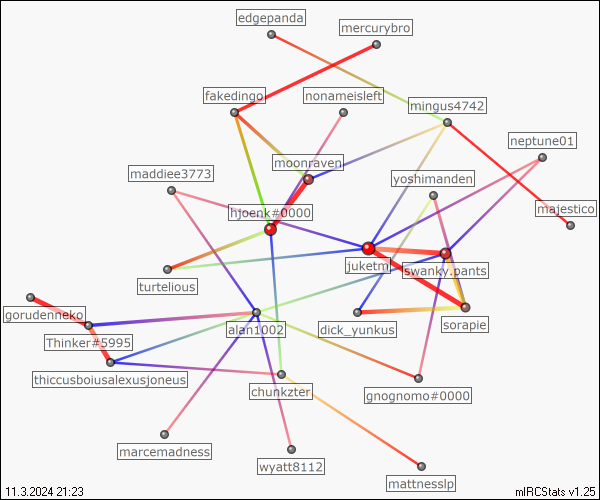 edgepanda
mercurybro
fakedingo
nonameisleft
mingus4742
neptune01
moonraven
maddiee3773
yoshimanden
hjoenk#0000
majestico
juketml
swanky.pants
turtelious
gorudenneko
Thinker#5995
alan1002
dick_yunkus
sorapie
thiccusboiusalexusjoneus
chunkzter
gnognomo#0000
marcemadness
wyatt8112
mattnesslp
11.3.2024 21:23
mIRCStats v1.25